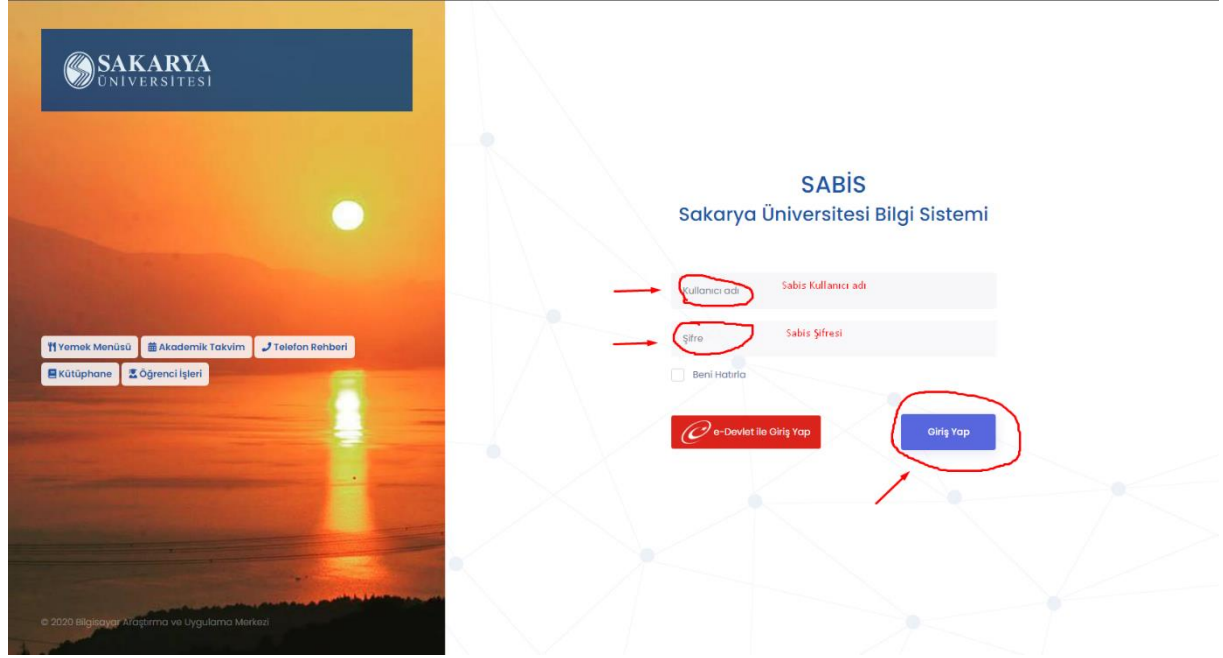 SAKARYA
ÜNİVERSİTESİ
Yemek Menüsü
Akademik Takvim
Telefon Rehberi
Kütüphane
Öğrenci İşleri
© 2020 Bilgisayar Araştırma ve Uygulama Merkezi
SABİS
Sakarya Üniversitesi Bilgi Sistemi
Kullanıcı adı
Sabis Kullanıcı adı
Şifre
Sabis Şifresi
Beni Hatırla
e-Devlet ile Giriş Yap
Giriş Yap